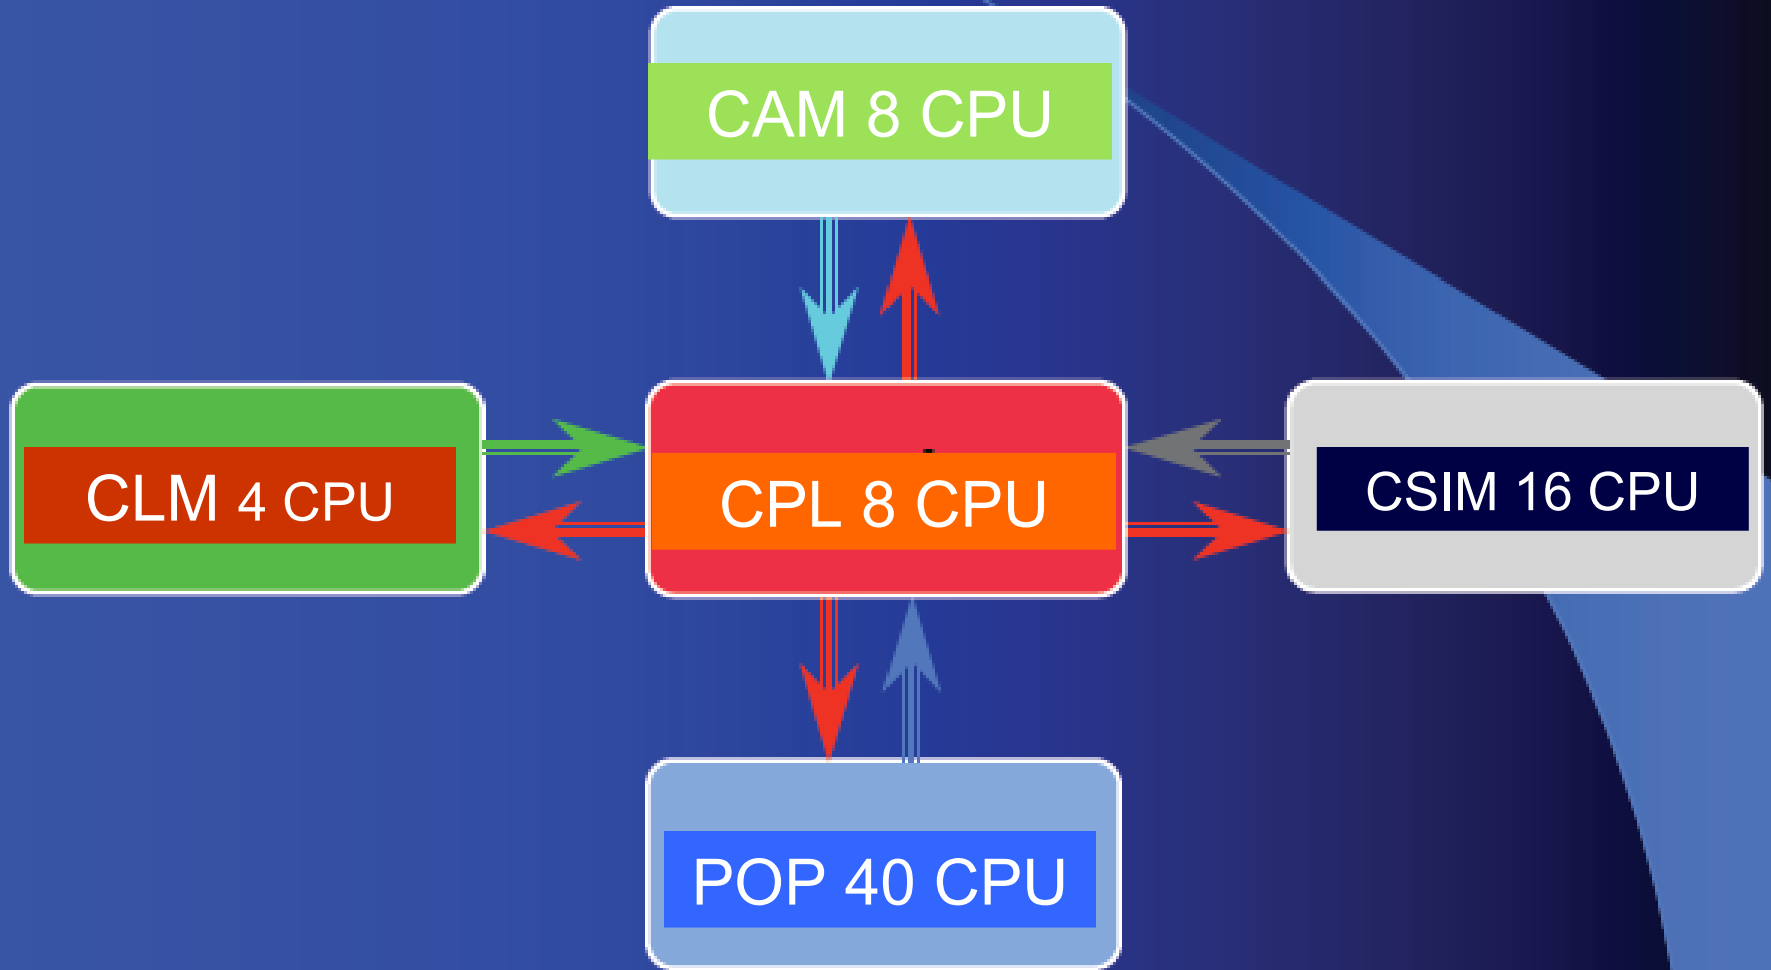 CAM 8 CPU
CLM 4 CPU
CPL 8 CPU
CSIM 16 CPU
POP 40 CPU